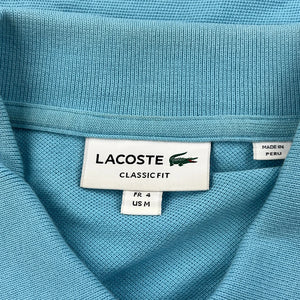 LACOSTE
CLASSIC FIT
FR 4
US M
MADE IN
PERU